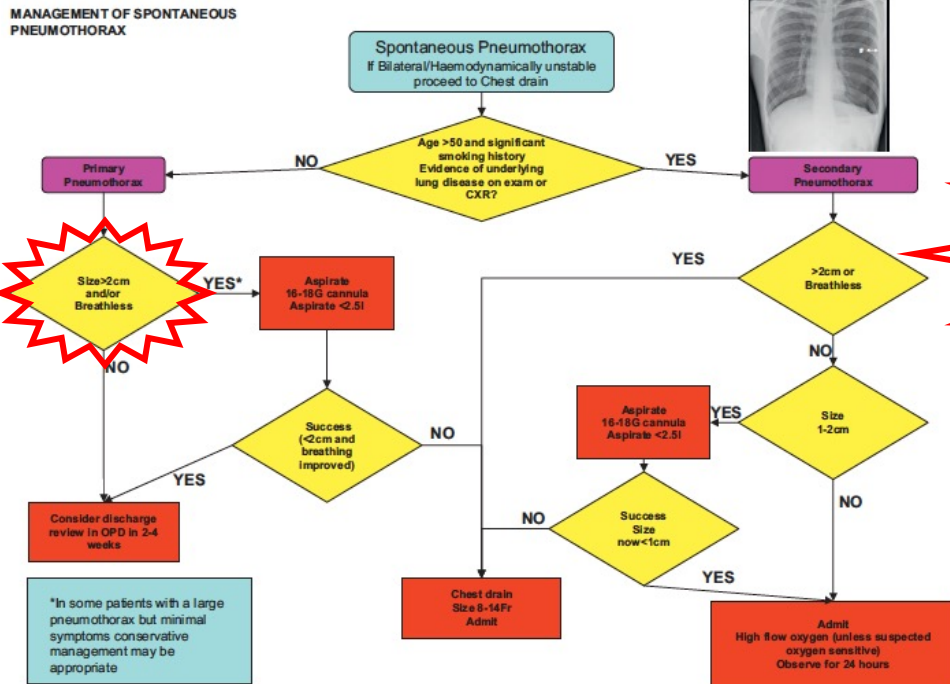 MANAGEMENT OF SPONTANEOUS
PNEUMOTHORAX
Spontaneous Pneumothorax
If Bilateral/Haemodynamically unstable
proceed to Chest drain
Age >50 and significant
smoking history
Evidence of underlying
lung disease on exam or
CXR?
NO
YES
Primary
Pneumothorax
Secondary
Pneumothorax
Size>2cm
and/or
Breathless
YES*
Aspirate
16-18G cannula
Aspirate <2.5l
YES
>2cm or
Breathless
NO
NO
Success
(<2cm and
breathing
improved)
NO
YES
Aspirate
16-18G cannula
Aspirate <2.5l
YES
Size
1-2cm
NO
Consider discharge
review in OPD in 2-4
weeks
NO
Success
Size
now<1cm
YES
*In some patients with a large
pneumothorax but minimal
symptoms conservative
management may be
appropriate
Chest drain
Size 8-14Fr
Admit
Admit
High flow oxygen (unless suspected
oxygen sensitive)
Observe for 24 hours